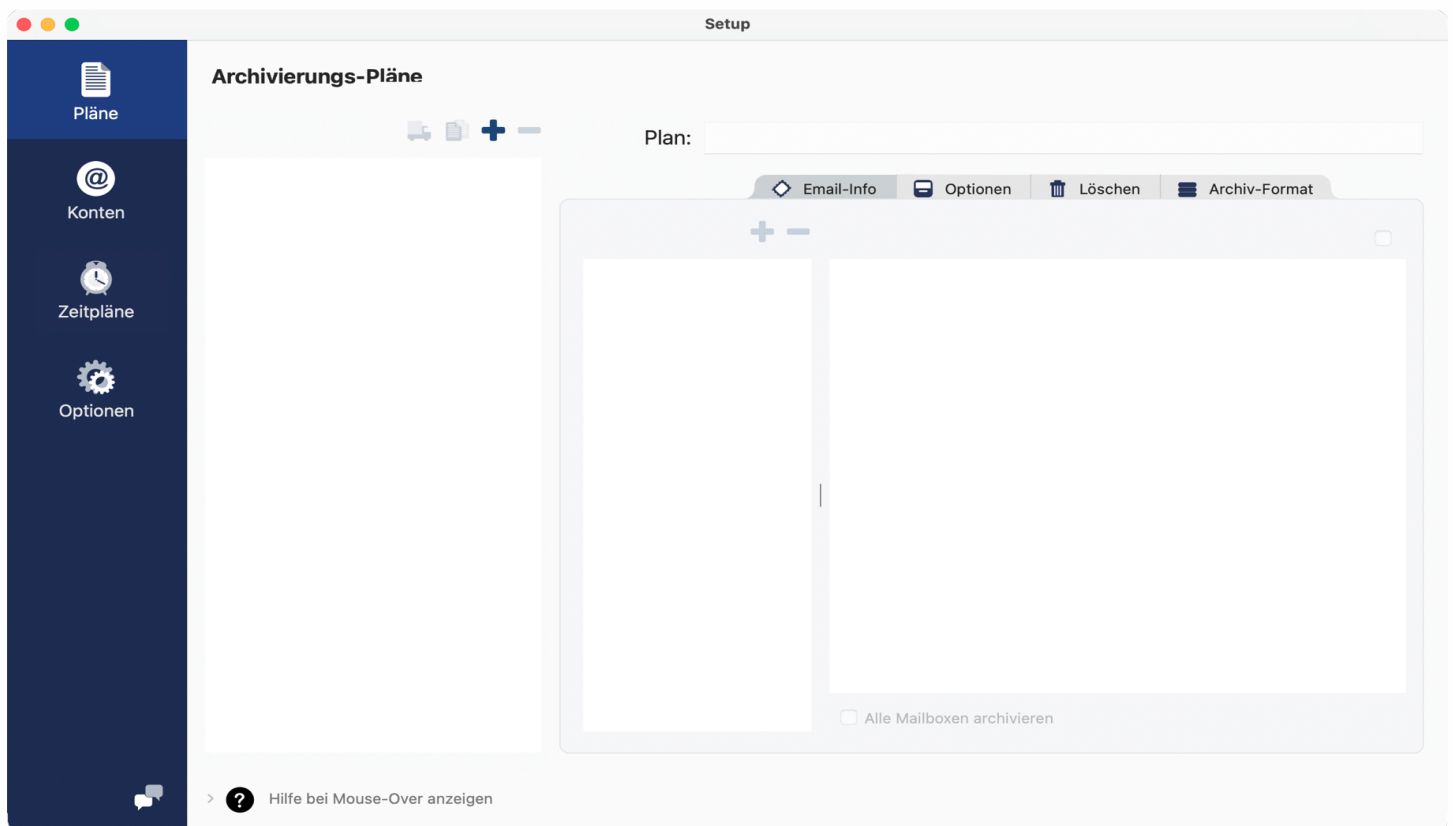 Setup
Pläne
Konten
Zeitpläne
Optionen
Archivierungs-Pläne
Plan:
Email-Info Optionen Löschen Archiv-Format
Alle Mailboxen archivieren
Hilfe bei Mouse-Over anzeigen